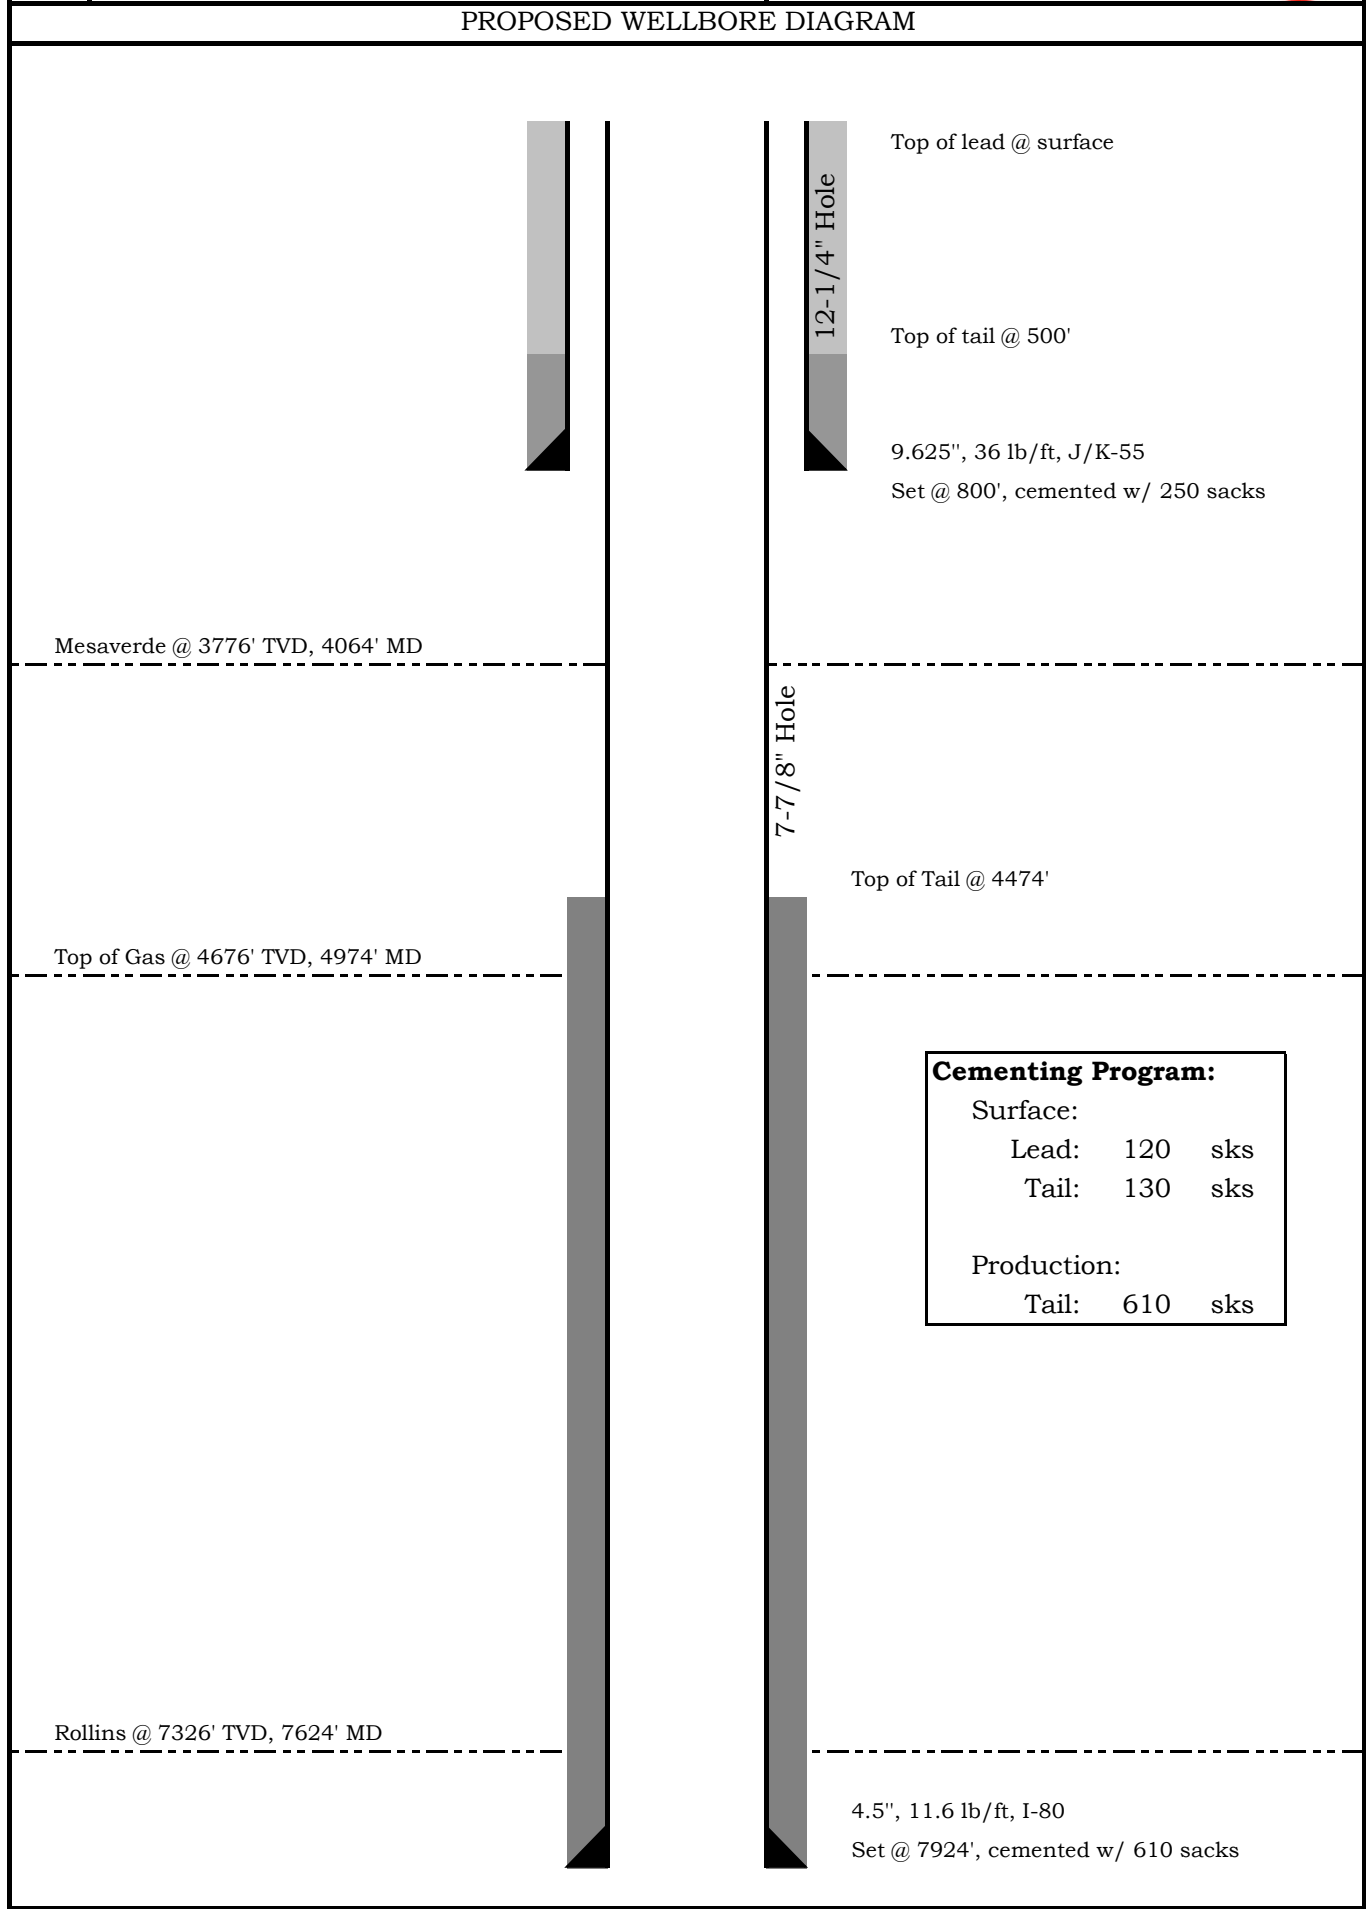 PROPOSED WELLBORE DIAGRAM
Top of lead @ surface
12-1/4" Hole
Top of tail @ 500'
9.625", 36 lb/ft, J/K-55
Set @ 800', cemented w/ 250 sacks
Mesaverde @ 3776' TVD, 4064' MD
7-7/8" Hole
Top of Tail @ 4474'
Top of Gas @ 4676' TVD, 4974' MD
Cementing Program:
Surface:
Lead: 120 sks
Tail: 130 sks
Production:
Tail: 610 sks
Rollins @ 7326' TVD, 7624' MD
4.5", 11.6 lb/ft, I-80
Set @ 7924', cemented w/ 610 sacks